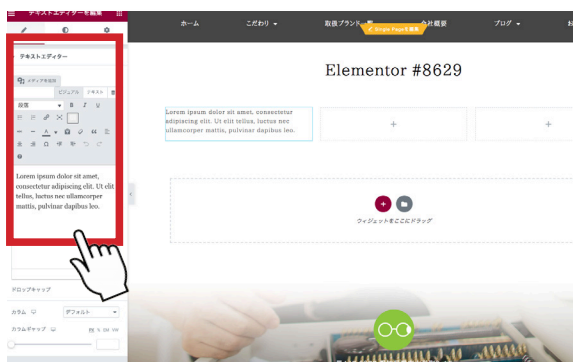 テキストエディターを編集
テキストエディター
メディアを追加
ビジュアル テキスト
段落 B I U
Lorem ipsum dolor sit amet,
consectetur adipiscing elit. Ut elit
tellus, luctus nec ullamcorper
mattis, pulvinar dapibus leo.
ドロップキャップ
カラム デフォルト
カラムギャップ PX % EM VW
ホーム こだわり 取扱ブランド一覧 会社概要 ブログ お
Single Pageを編集
Elementor #8629
Lorem ipsum dolor sit amet, consectetur
adipiscing elit. Ut elit tellus, luctus nec
ullamcorper mattis, pulvinar dapibus leo.
ウィジェットをここにドラッグ